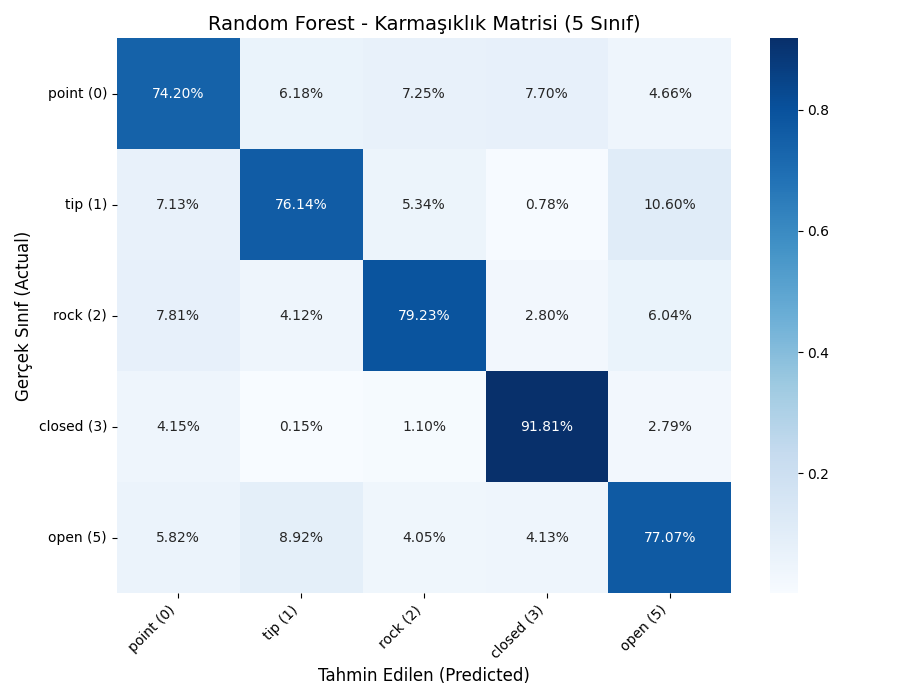 Random Forest - Karmaşıklık Matrisi (5 Sınıf)
point (0) 74.20% 6.18% 7.25% 7.70% 4.66%
tip (1) 7.13% 76.14% 5.34% 0.78% 10.60%
rock (2) 7.81% 4.12% 79.23% 2.80% 6.04%
closed (3) 4.15% 0.15% 1.10% 91.81% 2.79%
open (5) 5.82% 8.92% 4.05% 4.13% 77.07%
point (0) tip (1) rock (2) closed (3) open (5)
Tahmin Edilen (Predicted)
Gerçek Sınıf (Actual)
0.8
0.6
0.4
0.2